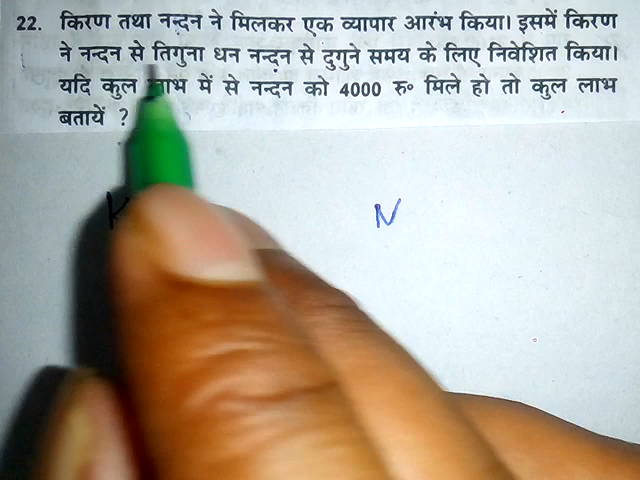 22. किरण तथा नन्दन ने मिलकर एक व्यापार आरंभ किया। इसमें किरण
ने नन्दन से तिगुना धन नन्दन से दुगुने समय के लिए निवेशित किया।
यदि कुल लाभ में से नन्दन को 4000 रु० मिले हो तो कुल लाभ
बतायें ?
K N